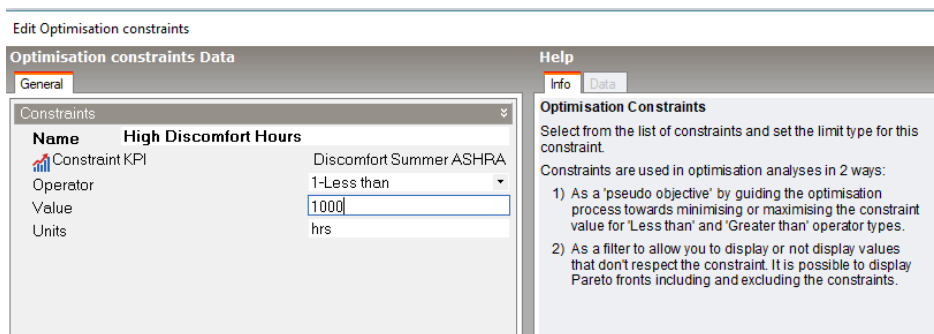 Edit Optimisation constraints
Optimisation constraints Data
General
Constraints
Name High Discomfort Hours
Constraint KPI Discomfort Summer ASHRA
Operator 1-Less than
Value 1000
Units hrs
Help
Info Data
Optimisation Constraints
Select from the list of constraints and set the limit type for this
constraint.
Constraints are used in optimisation analyses in 2 ways:
1) As a 'pseudo objective' by guiding the optimisation
process towards minimising or maximising the constraint
value for 'Less than' and 'Greater than' operator types.
2) As a filter to allow you to display or not display values
that don't respect the constraint. It is possible to display
Pareto fronts including and excluding the constraints.